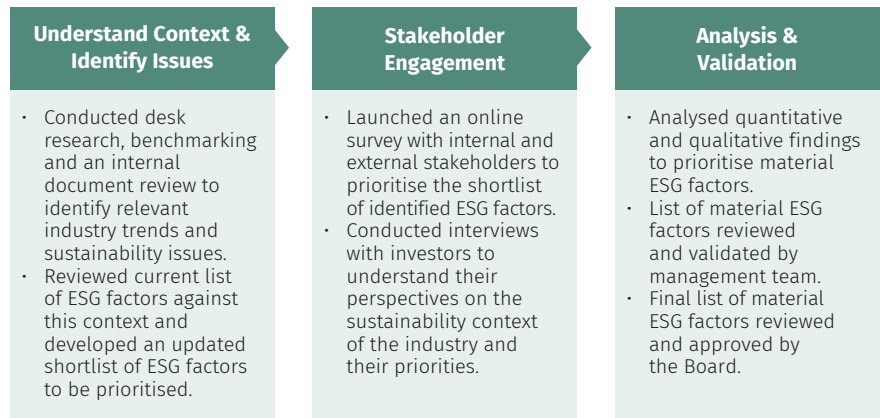 Understand Context &
Identify Issues
· Conducted desk
research, benchmarking
and an internal
document review to
identify relevant
industry trends and
sustainability issues.
· Reviewed current list
of ESG factors against
this context and
developed an updated
shortlist of ESG factors
to be prioritised.
Stakeholder
Engagement
· Launched an online
survey with internal and
external stakeholders to
prioritise the shortlist
of identified ESG factors.
· Conducted interviews
with investors to
understand their
perspectives on the
sustainability context
of the industry and
their priorities.
Analysis &
Validation
· Analysed quantitative
and qualitative findings
to prioritise material
ESG factors.
· List of material ESG
factors reviewed
and validated by
management team.
· Final list of material
ESG factors reviewed
and approved by
the Board.